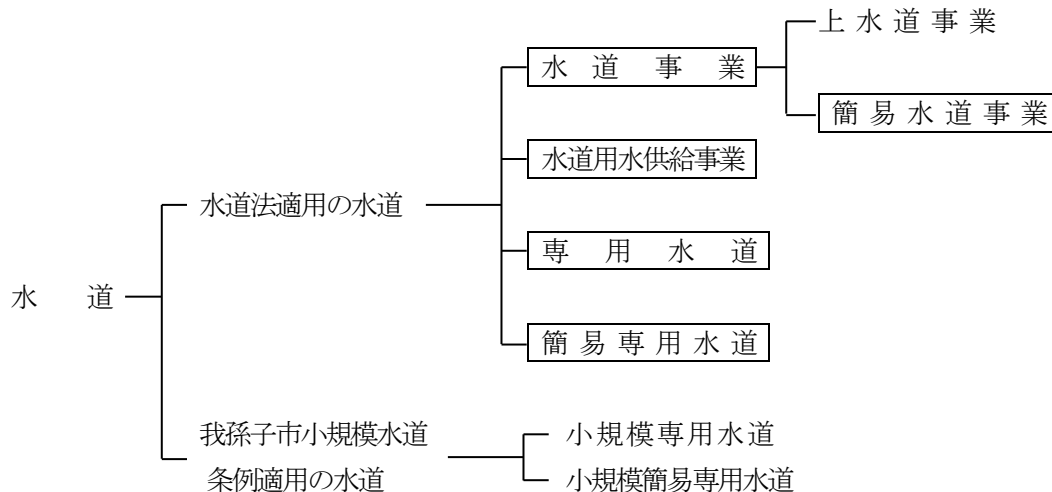 上水道事業
水道事業
簡易水道事業
水道用水供給事業
水道法適用の水道
専用水道
水道
簡易専用水道
我孫子市小規模水道
条例適用の水道
小規模専用水道
小規模簡易専用水道